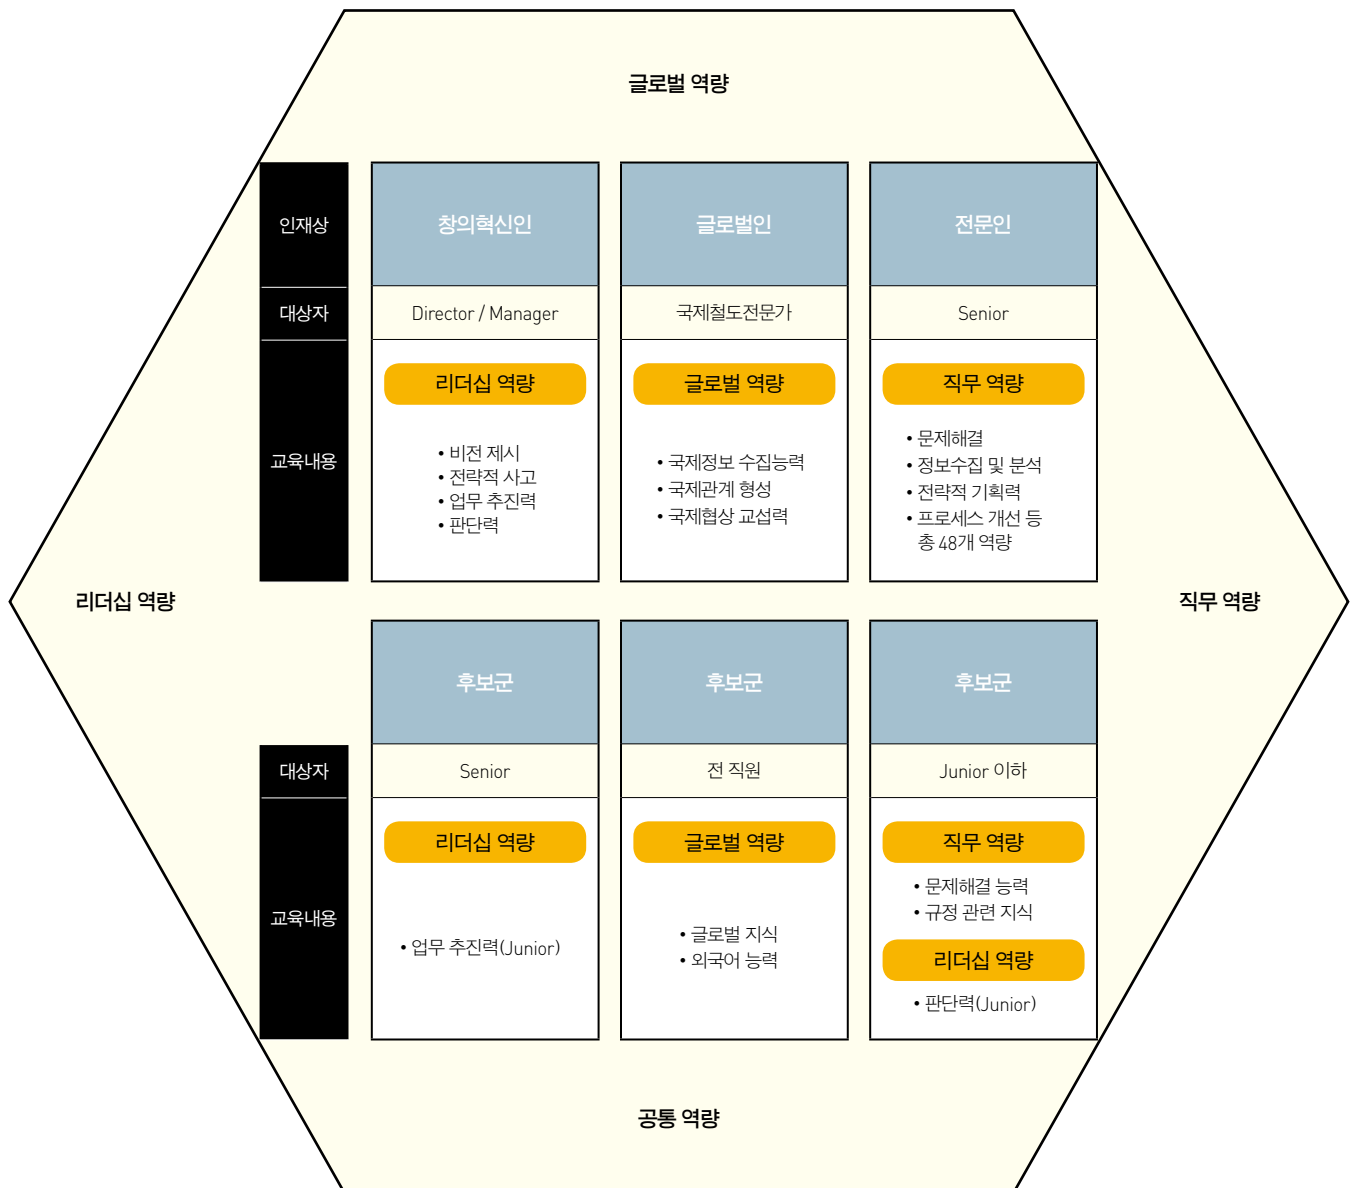 글로벌 역량
인재상
창의혁신인
글로벌인
전문인
대상자
Director / Manager
국제철도전문가
Senior
교육내용
리더십 역량
• 비전 제시
• 전략적 사고
• 업무 추진력
• 판단력
글로벌 역량
• 국제정보 수집능력
• 국제관계 형성
• 국제협상 교섭력
직무 역량
• 문제해결
• 정보수집 및 분석
• 전략적 기획력
• 프로세스 개선 등
총 48개 역량
리더십 역량
직무 역량
후보군
후보군
후보군
대상자
Senior
전 직원
Junior 이하
교육내용
리더십 역량
• 업무 추진력(Junior)
글로벌 역량
• 글로벌 지식
• 외국어 능력
직무 역량
• 문제해결 능력
• 규정 관련 지식
리더십 역량
• 판단력(Junior)
공통 역량